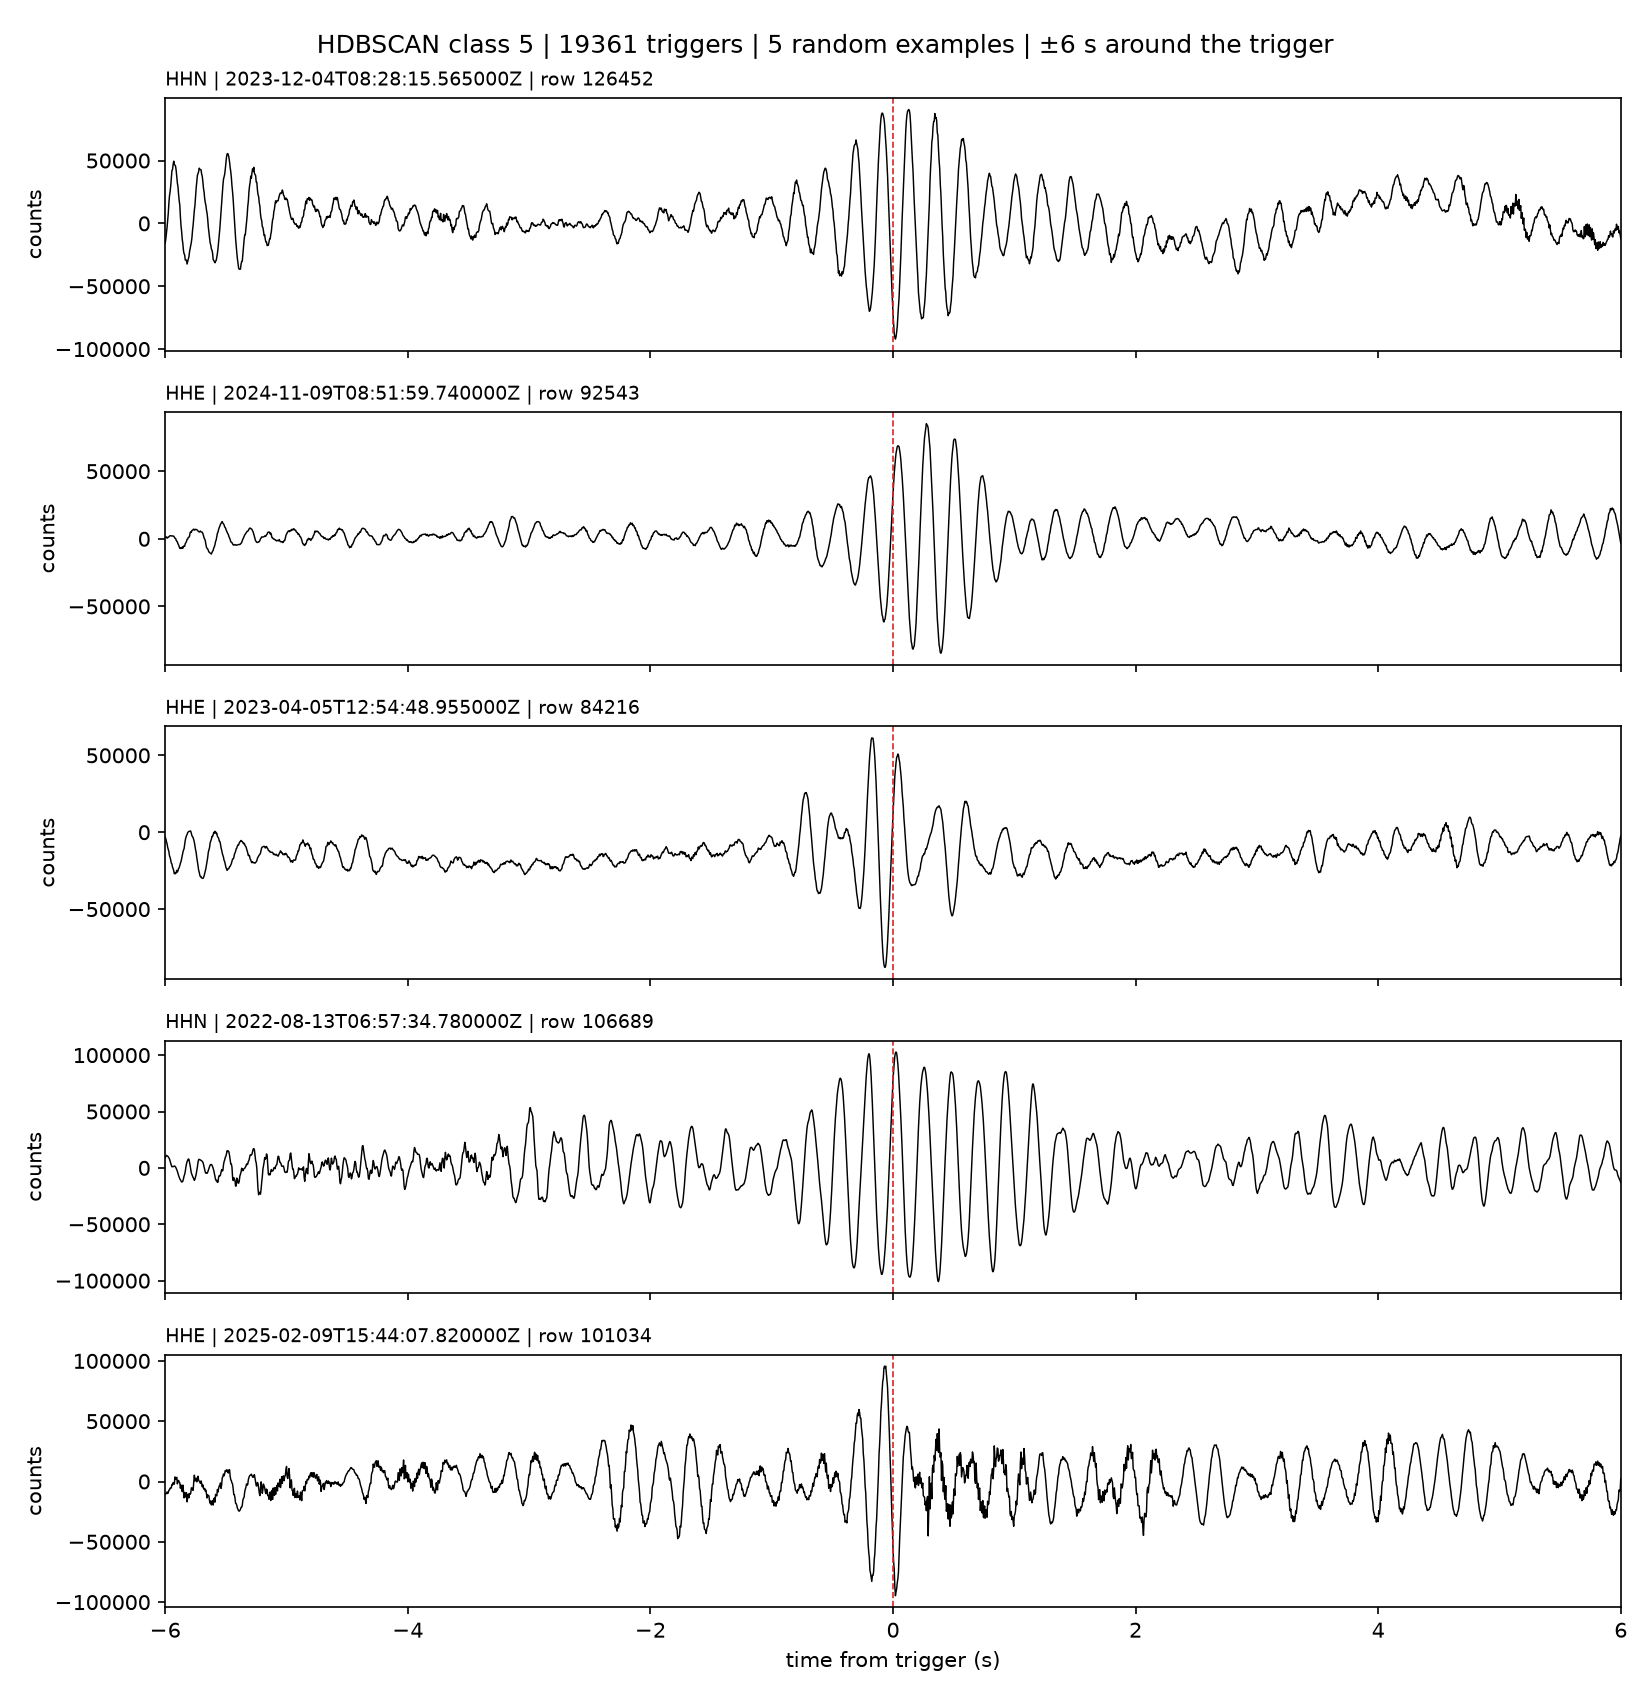 HDBSCAN class 5 | 19361 triggers | 5 random examples | ±6 s around the trigger
HHN | 2023-12-04T08:28:15.565000Z | row 126452
50000
0
−50000
−100000
counts
HHE | 2024-11-09T08:51:59.740000Z | row 92543
50000
0
−50000
counts
HHE | 2023-04-05T12:54:48.955000Z | row 84216
50000
0
−50000
counts
HHN | 2022-08-13T06:57:34.780000Z | row 106689
100000
50000
0
−50000
−100000
counts
HHE | 2025-02-09T15:44:07.820000Z | row 101034
100000
50000
0
−50000
−100000
counts
−6 −4 −2 0 2 4 6
time from trigger (s)